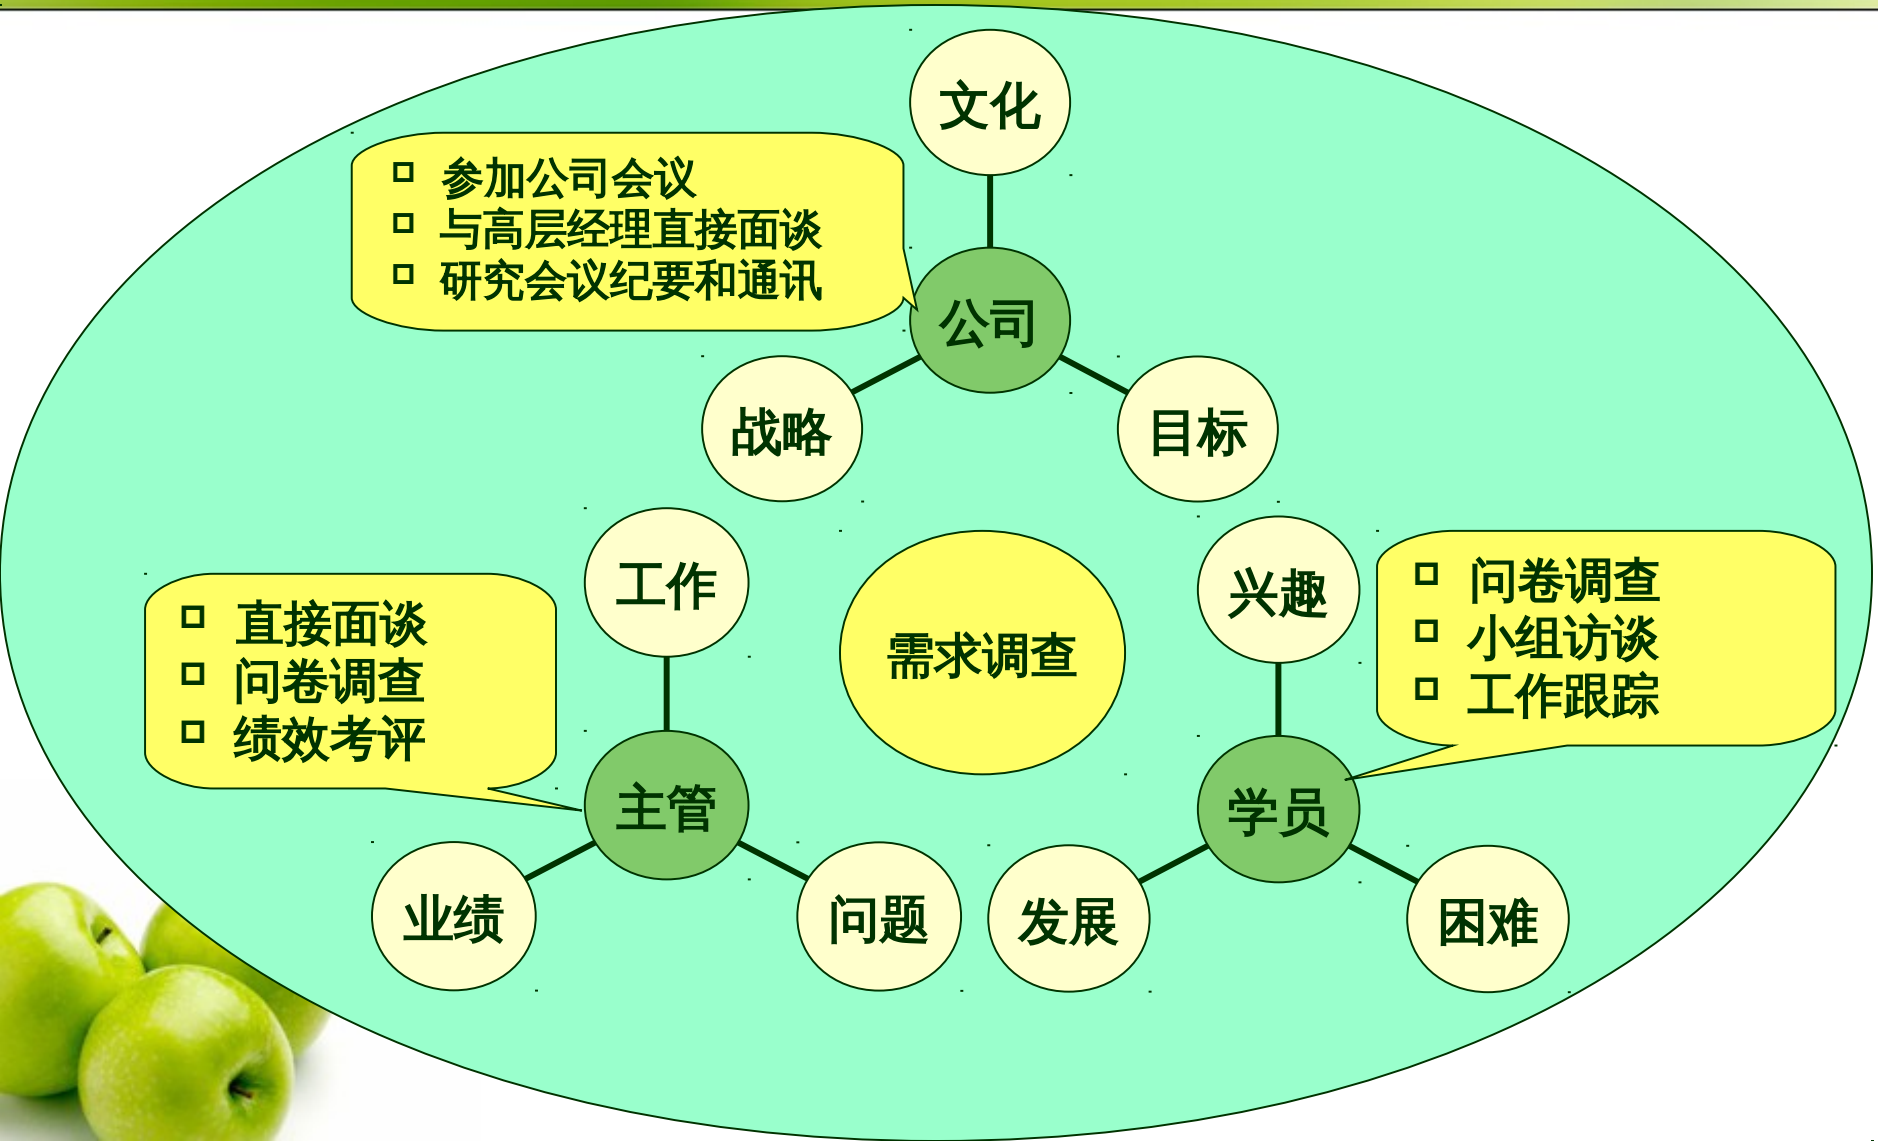 文化
参加公司会议
与高层经理直接面谈
研究会议纪要和通讯
公司
战略
目标
工作
需求调查
兴趣
问卷调查
小组访谈
工作跟踪
直接面谈
问卷调查
绩效考评
主管
学员
业绩
问题
发展
困难